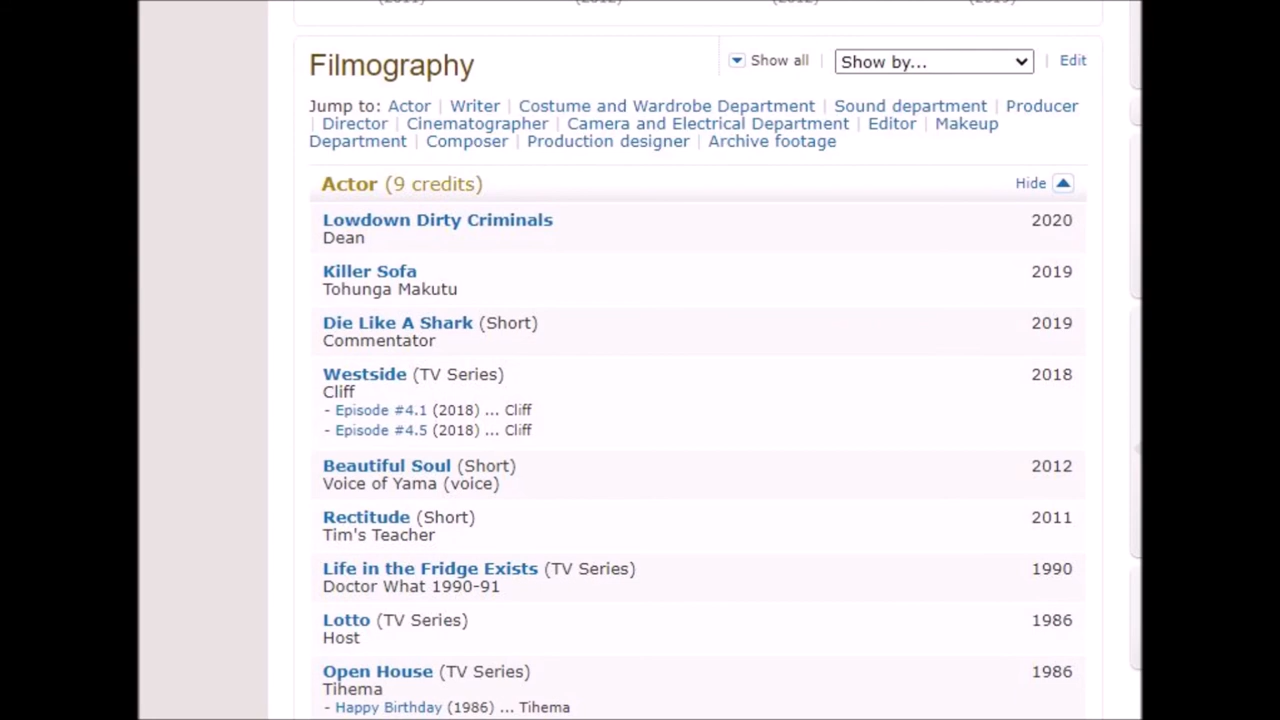 Filmography
Show all | Show by... | Edit
Jump to: Actor | Writer | Costume and Wardrobe Department | Sound department | Producer
| Director | Cinematographer | Camera and Electrical Department | Editor | Makeup
Department | Composer | Production designer | Archive footage
Actor (9 credits) Hide
Lowdown Dirty Criminals 2020
Dean
Killer Sofa 2019
Tohunga Makutu
Die Like A Shark (Short) 2019
Commentator
Westside (TV Series) 2018
Cliff
- Episode #4.1 (2018) ... Cliff
- Episode #4.5 (2018) ... Cliff
Beautiful Soul (Short) 2012
Voice of Yama (voice)
Rectitude (Short) 2011
Tim's Teacher
Life in the Fridge Exists (TV Series) 1990
Doctor What 1990-91
Lotto (TV Series) 1986
Host
Open House (TV Series) 1986
Tihema
- Happy Birthday (1986) ... Tihema